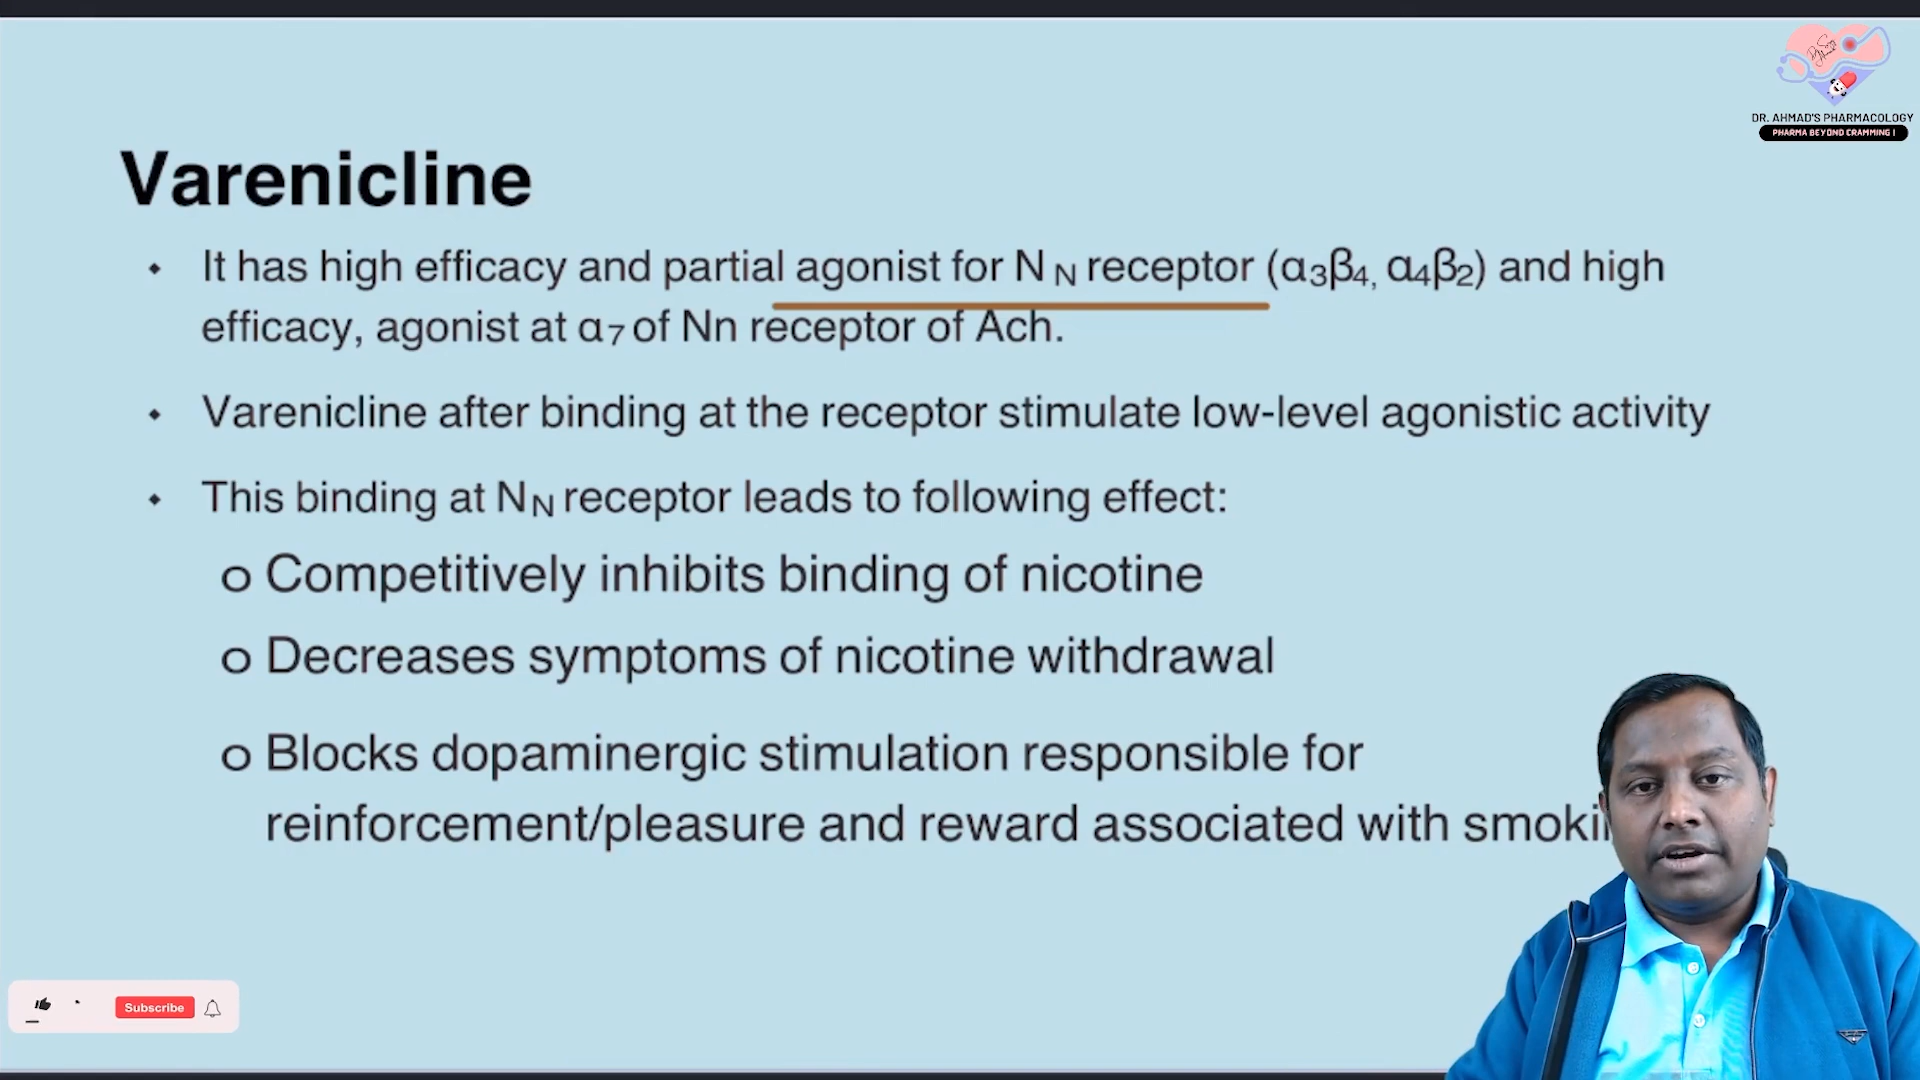 DR. AHMAD'S PHARMACOLOGY
PHARMA BEYOND CRAMMING !
Varenicline
• It has high efficacy and partial agonist for N N receptor (α3β4, α4β2) and high
efficacy, agonist at α7 of Nn receptor of Ach.
• Varenicline after binding at the receptor stimulate low-level agonistic activity
• This binding at NN receptor leads to following effect:
o Competitively inhibits binding of nicotine
o Decreases symptoms of nicotine withdrawal
o Blocks dopaminergic stimulation responsible for
reinforcement/pleasure and reward associated with
Subscribe